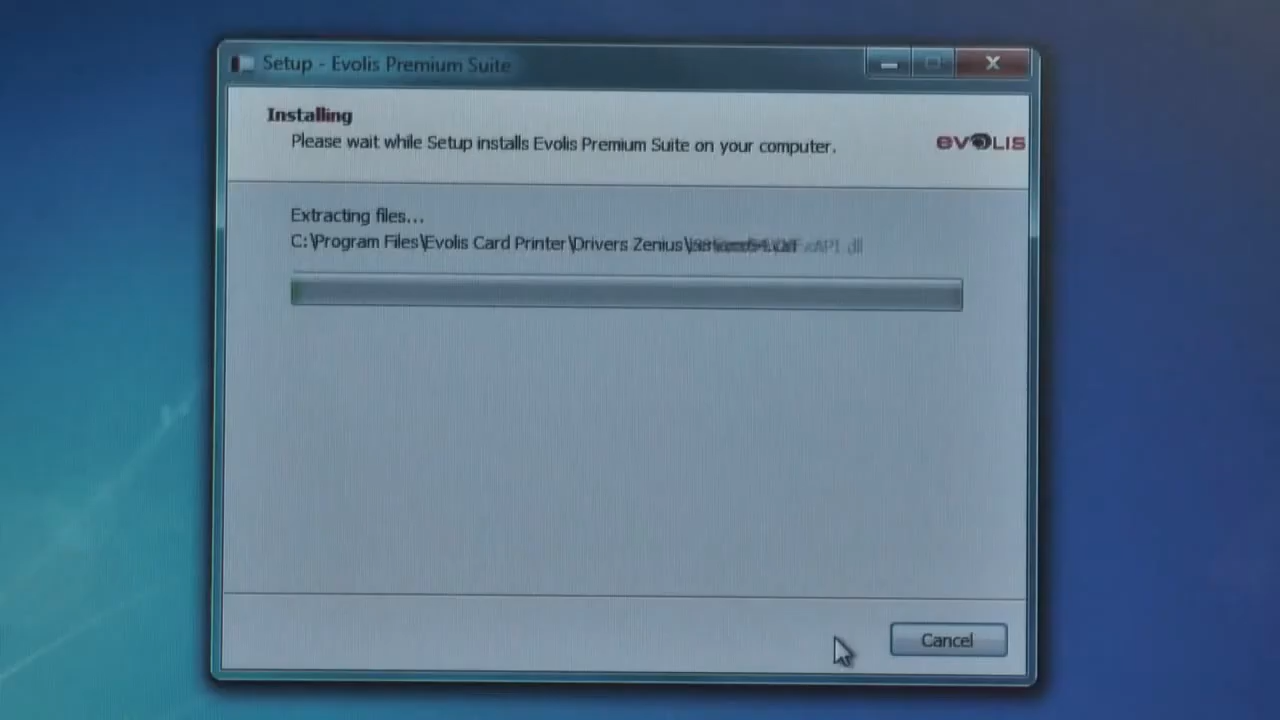 Setup - Evolis Premium Suite
Installing
Please wait while Setup installs Evolis Premium Suite on your computer.
evolis
Extracting files...
C:\Program Files\Evolis Card Printer\Drivers Zenius\
Cancel